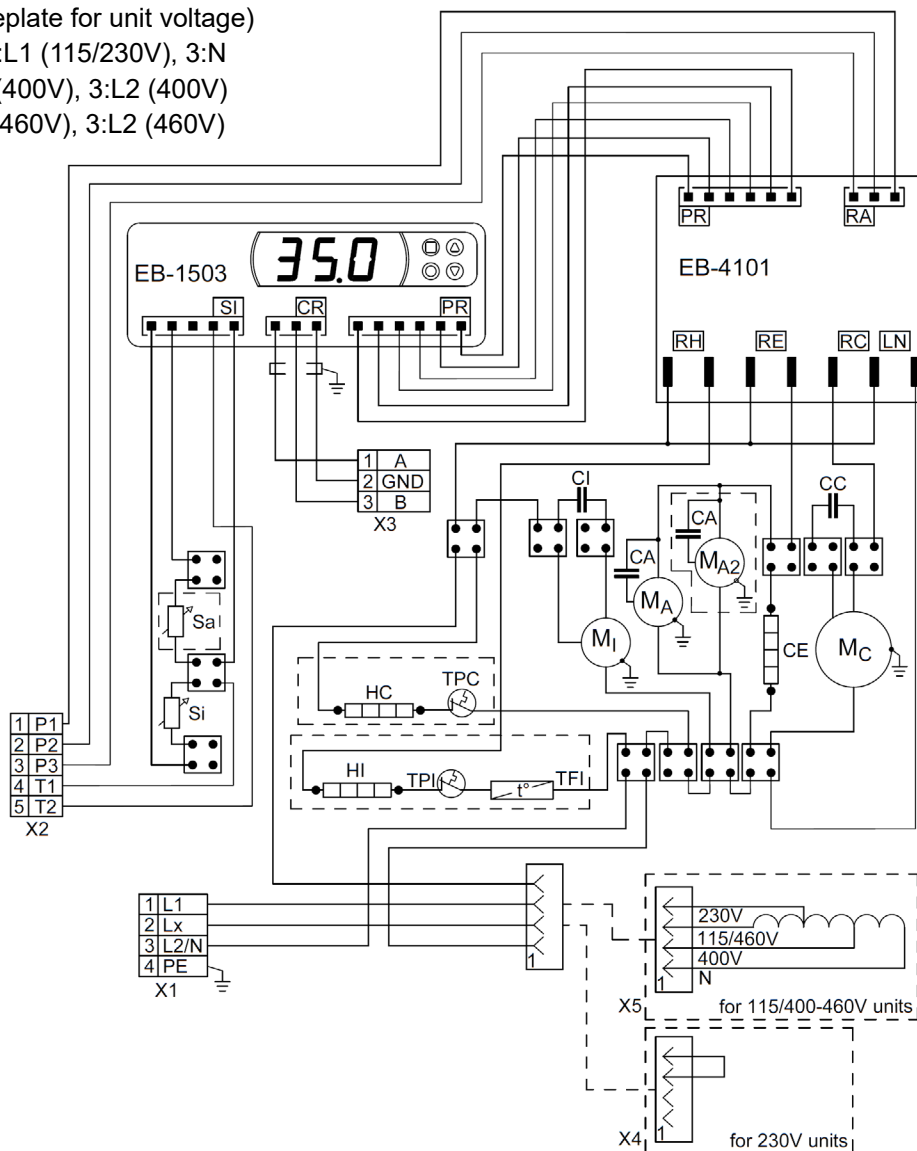 eplate for unit voltage)
L1 (115/230V), 3:N
400V), 3:L2 (400V)
460V), 3:L2 (460V)
PR
RA
EB-4101
EB-1503
35.0
SI
CR
PR
RH
RE
RC
LN
1 A
2 GND
3 B
X3
CI
CA
CA
CC
MA2
MA
MI
CE
MC
Sa
Si
HC
TPC
HI
TPI
t°
TFI
1 P1
2 P2
3 P3
4 T1
5 T2
X2
1 L1
2 Lx
3 L2/N
4 PE
X1
1
230V
115/460V
400V
N
1
X5
for 115/400-460V units
1
X4
for 230V units